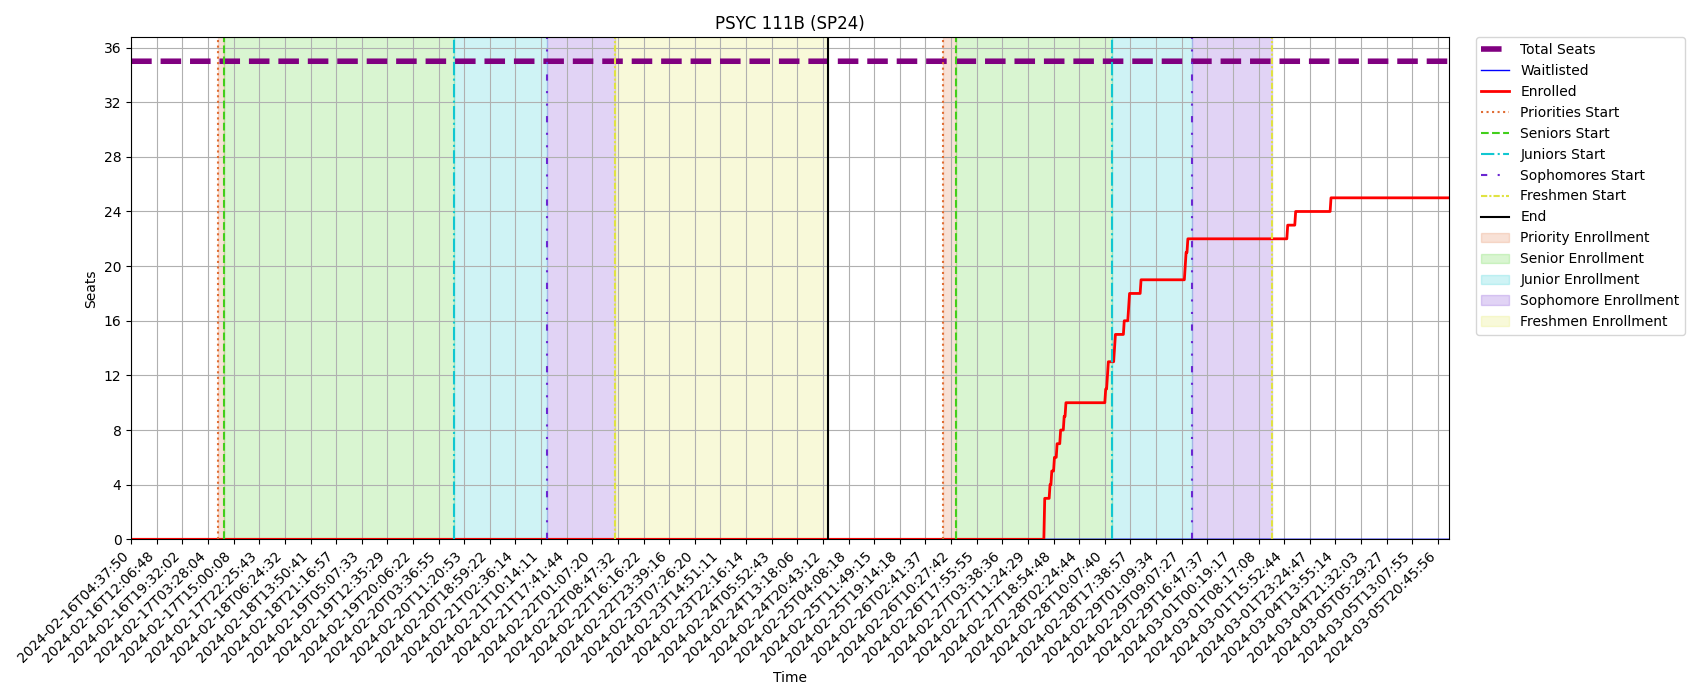 PSYC 111B (SP24)
Seats
36
32
28
24
20
16
12
8
4
0
2024-02-16T04:37:50
2024-02-16T12:06:48
2024-02-16T19:32:02
2024-02-17T03:28:04
2024-02-17T15:00:08
2024-02-17T22:25:43
2024-02-18T06:24:32
2024-02-18T13:50:41
2024-02-18T21:16:57
2024-02-19T05:07:33
2024-02-19T12:35:29
2024-02-19T20:06:22
2024-02-20T03:36:55
2024-02-20T11:20:53
2024-02-20T18:59:22
2024-02-21T02:36:14
2024-02-21T10:14:11
2024-02-21T17:41:44
2024-02-22T01:07:20
2024-02-22T08:47:32
2024-02-22T16:16:22
2024-02-22T23:39:16
2024-02-23T07:26:20
2024-02-23T14:51:11
2024-02-23T22:16:14
2024-02-24T05:52:43
2024-02-24T13:18:06
2024-02-24T20:43:12
2024-02-25T04:08:18
2024-02-25T11:49:15
2024-02-25T19:14:18
2024-02-26T02:41:37
2024-02-26T10:27:42
2024-02-26T17:55:55
2024-02-27T03:38:36
2024-02-27T11:24:29
2024-02-27T18:54:48
2024-02-28T02:24:44
2024-02-28T10:07:40
2024-02-28T17:38:57
2024-02-29T01:09:34
2024-02-29T09:07:27
2024-02-29T16:47:37
2024-03-01T00:19:17
2024-03-01T08:17:08
2024-03-01T15:52:44
2024-03-01T23:24:47
2024-03-04T13:55:14
2024-03-04T21:32:03
2024-03-05T05:29:27
2024-03-05T13:07:55
2024-03-05T20:45:56
Time
Total Seats
Waitlisted
Enrolled
Priorities Start
Seniors Start
Juniors Start
Sophomores Start
Freshmen Start
End
Priority Enrollment
Senior Enrollment
Junior Enrollment
Sophomore Enrollment
Freshmen Enrollment